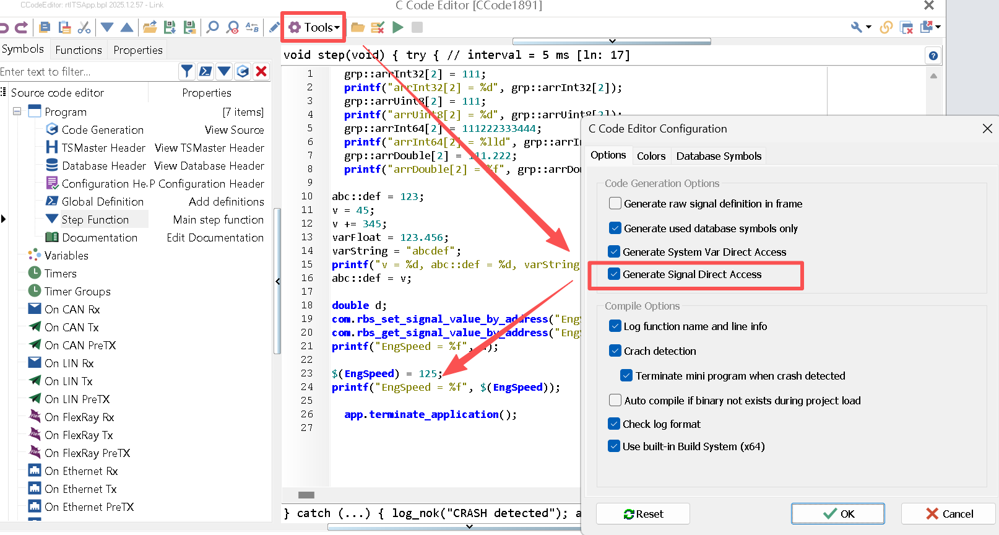 CCodeEditor: rtlTSApp.bpl 2025.1.2.57 - Link
C Code Editor [CCode1891]
Tools
Symbols
Functions
Properties
Enter text to filter...
Source code editor
Properties
Program
[7 items]
Code Generation
View Source
TSMaster Header
View TSMaster Header
Database Header
View Database Header
Configuration He.
P Configuration Header
Global Definition
Add definitions
Step Function
Main step function
Documentation
Edit Documentation
Variables
Timers
Timer Groups
On CAN Rx
On CAN Tx
On CAN PreTX
On LIN Rx
On LIN Tx
On LIN PreTX
On FlexRay Rx
On FlexRay Tx
On FlexRay PreTX
On Ethernet Rx
On Ethernet Tx
On Ethernet PreTX
void step(void) { try { // interval = 5 ms [ln: 17]
1 grp::arrInt32[2] = 111;
2 printf("arrInt32[2] = %d", grp::arrInt32[2]);
3 grp::arrUint8[2] = 111;
4 printf("arrUint8[2] = %d", grp::arrUint8[2]);
5 grp::arrInt64[2] = 111222333444;
6 printf("arrInt64[2] = %lld", grp::arrI
7 grp::arrDouble[2] = 111.222;
8 printf("arrDouble[2] = %f", grp::arrDou
9
10 abc::def = 123;
11 v = 45;
12 v += 345;
13 varFloat = 123.456;
14 varString = "abcdef";
15 printf("v = %d, abc::def = %d, varString
16 abc::def = v;
17
18 double d;
19 com.rbs_set_signal_value_by_address("Eng
20 com.rbs_get_signal_value_by_address("Eng
21 printf("EngSpeed = %f", d);
22
23 $(EngSpeed) = 125;
24 printf("EngSpeed = %f", $(EngSpeed));
25
26 app.terminate_application();
27
} catch (...) { log_nok("CRASH detected"); a
C Code Editor Configuration
Options
Colors
Database Symbols
Code Generation Options
Generate raw signal definition in frame
Generate used database symbols only
Generate System Var Direct Access
Generate Signal Direct Access
Compile Options
Log function name and line info
Crach detection
Terminate mini program when crash detected
Auto compile if binary not exists during project load
Check log format
Use built-in Build System (x64)
Reset
OK
Cancel